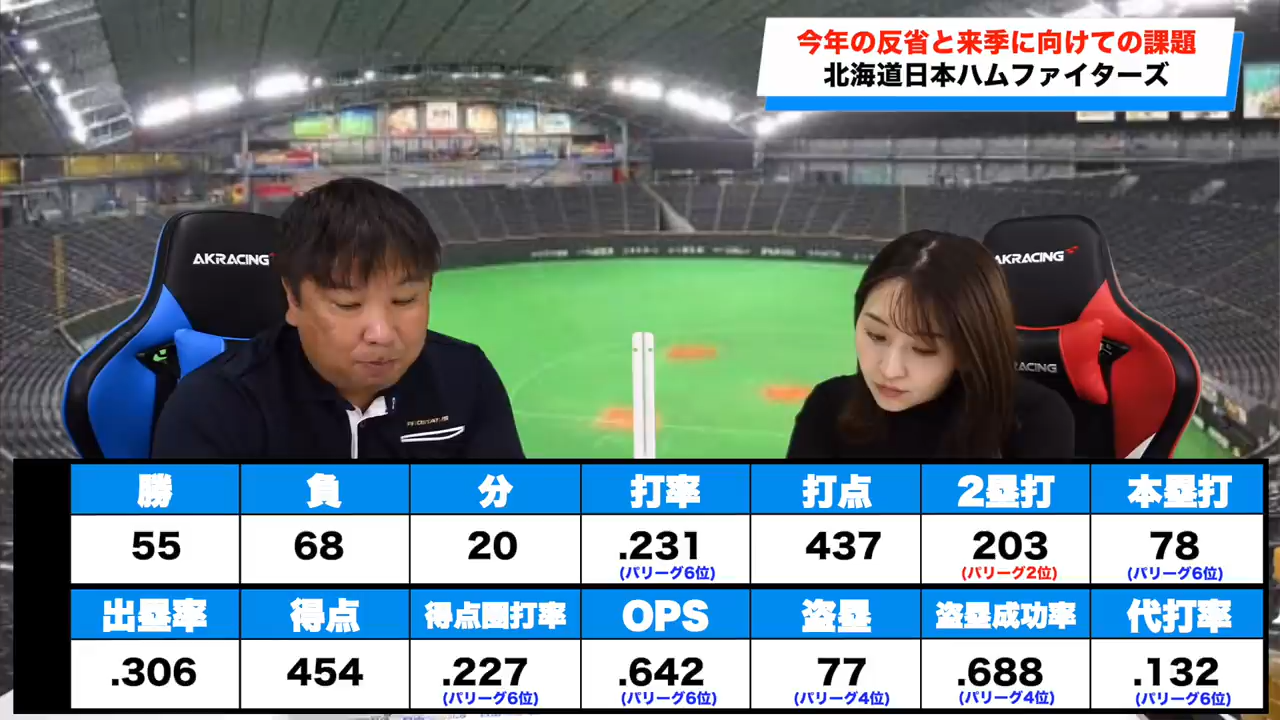 今年の反省と来季に向けての課題
北海道日本ハムファイターズ
AKRACING
AKRACING
勝 負 分 打率 打点 2塁打 本塁打
55 68 20 .231 437 203 78
(パリーグ6位) (パリーグ2位) (パリーグ6位)
出塁率 得点 得点圏打率 OPS 盗塁 盗塁成功率 代打率
.306 454 .227 .642 77 .688 .132
(パリーグ6位) (パリーグ6位) (パリーグ4位) (パリーグ4位) (パリーグ6位)